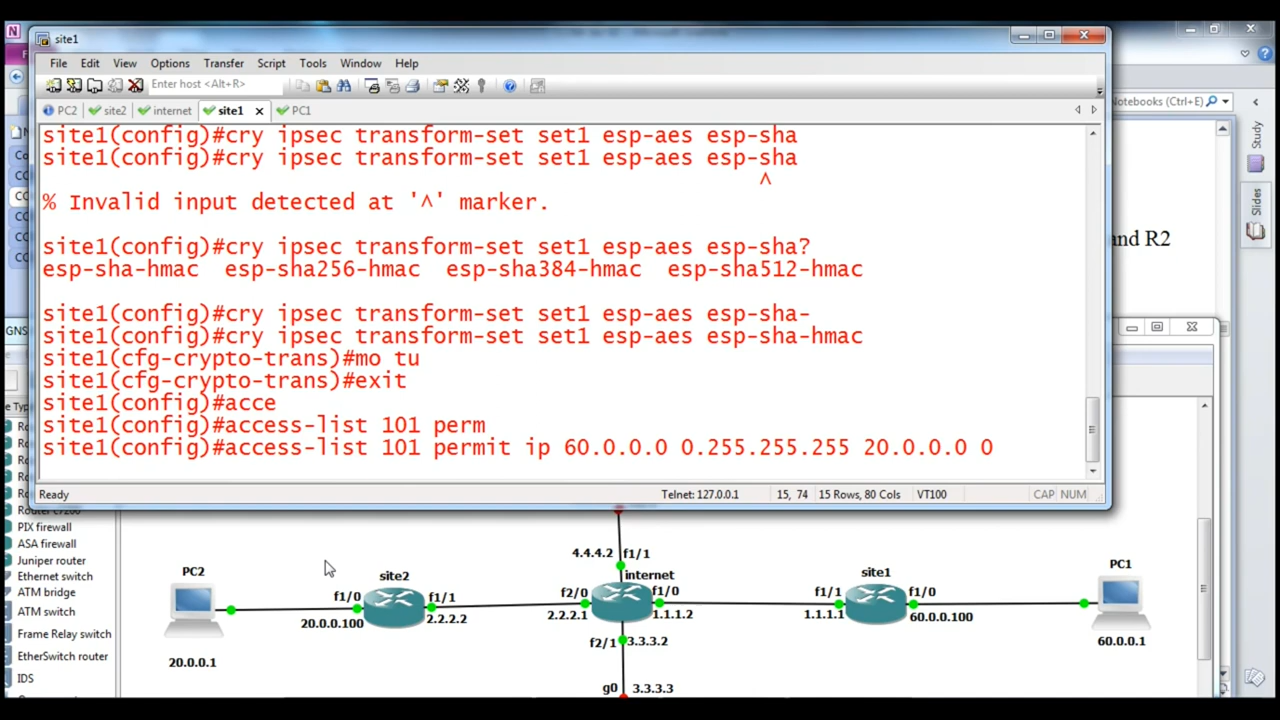 site1
File Edit View Options Transfer Script Tools Window Help
Enter host <Alt+R>
Notebooks (Ctrl+E)
PC2 site2 internet site1 × PC1
site1(config)#cry ipsec transform-set set1 esp-aes esp-sha
site1(config)#cry ipsec transform-set set1 esp-aes esp-sha
^
% Invalid input detected at '^' marker.
site1(config)#cry ipsec transform-set set1 esp-aes esp-sha?
esp-sha-hmac esp-sha256-hmac esp-sha384-hmac esp-sha512-hmac
site1(config)#cry ipsec transform-set set1 esp-aes esp-sha-
site1(config)#cry ipsec transform-set set1 esp-aes esp-sha-hmac
site1(cfg-crypto-trans)#mo tu
site1(cfg-crypto-trans)#exit
site1(config)#acce
site1(config)#access-list 101 perm
site1(config)#access-list 101 permit ip 60.0.0.0 0.255.255.255 20.0.0.0 0
Ready Telnet: 127.0.0.1 15, 74 15 Rows, 80 Cols VT100 CAP NUM
Study
Slides
and R2
GNS
e Typ
PIX firewall
ASA firewall
Juniper router
Ethernet switch
ATM bridge
ATM switch
Frame Relay switch
EtherSwitch router
IDS
4.4.4.2 f1/1
PC2
site2
internet
site1
PC1
f1/0
f1/1
f2/0
f1/0
f1/1
f1/0
20.0.0.100
2.2.2.2
2.2.2.1
1.1.1.2
1.1.1.1
60.0.0.100
f2/1 3.3.3.2
20.0.0.1
60.0.0.1
g0 3.3.3.3